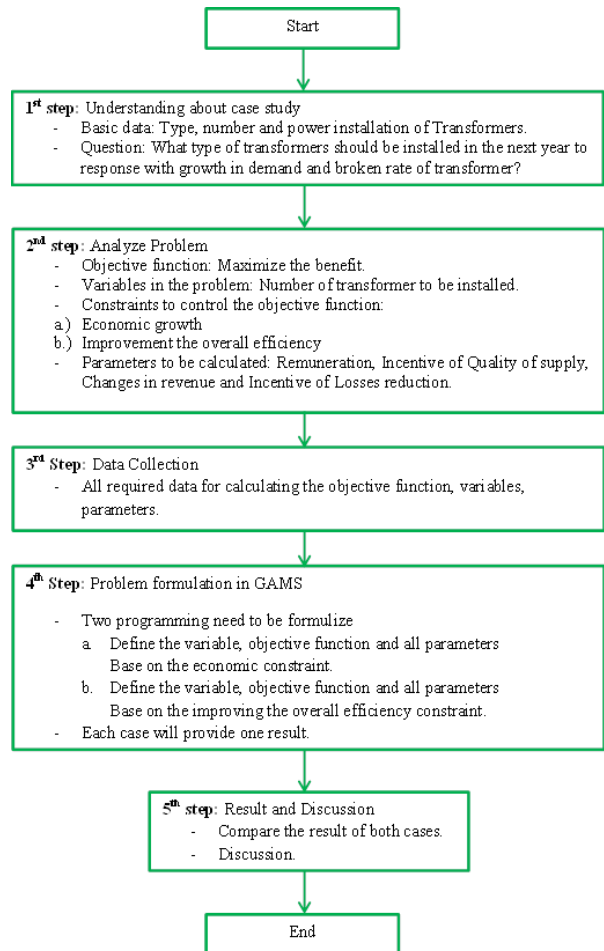 Start
1st step: Understanding about case study
- Basic data: Type, number and power installation of Transformers.
- Question: What type of transformers should be installed in the next year to
response with growth in demand and broken rate of transformer?
2nd step: Analyze Problem
- Objective function: Maximize the benefit.
- Variables in the problem: Number of transformer to be installed.
- Constraints to control the objective function:
a.) Economic growth
b.) Improvement the overall efficiency
- Parameters to be calculated: Remuneration, Incentive of Quality of supply,
Changes in revenue and Incentive of Losses reduction.
3rd Step: Data Collection
- All required data for calculating the objective function, variables,
parameters.
4th Step: Problem formulation in GAMS
- Two programming need to be formulize
a. Define the variable, objective function and all parameters
Base on the economic constraint.
b. Define the variable, objective function and all parameters
Base on the improving the overall efficiency constraint.
- Each case will provide one result.
5th step: Result and Discussion
- Compare the result of both cases.
- Discussion.
End